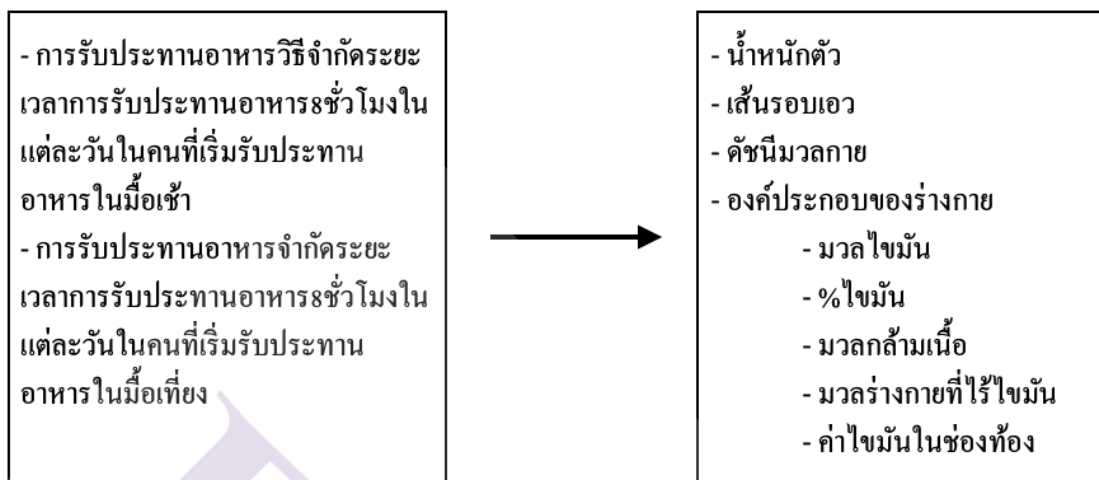 - การรับประทานอาหารวิธีจำกัดระยะ
เวลาการรับประทานอาหาร8ชั่วโมงใน
แต่ละวันในคนที่เริ่มรับประทาน
อาหารในมื้อเช้า
- การรับประทานอาหารจำกัดระยะ
เวลาการรับประทานอาหาร8ชั่วโมงใน
แต่ละวันในคนที่เริ่มรับประทาน
อาหารในมื้อเที่ยง
- น้ำหนักตัว
- เส้นรอบเอว
- ดัชนีมวลกาย
- องค์ประกอบของร่างกาย
- มวลไขมัน
- %ไขมัน
- มวลกล้ามเนื้อ
- มวลร่างกายที่ไร้ไขมัน
- ค่าไขมันในช่องท้อง